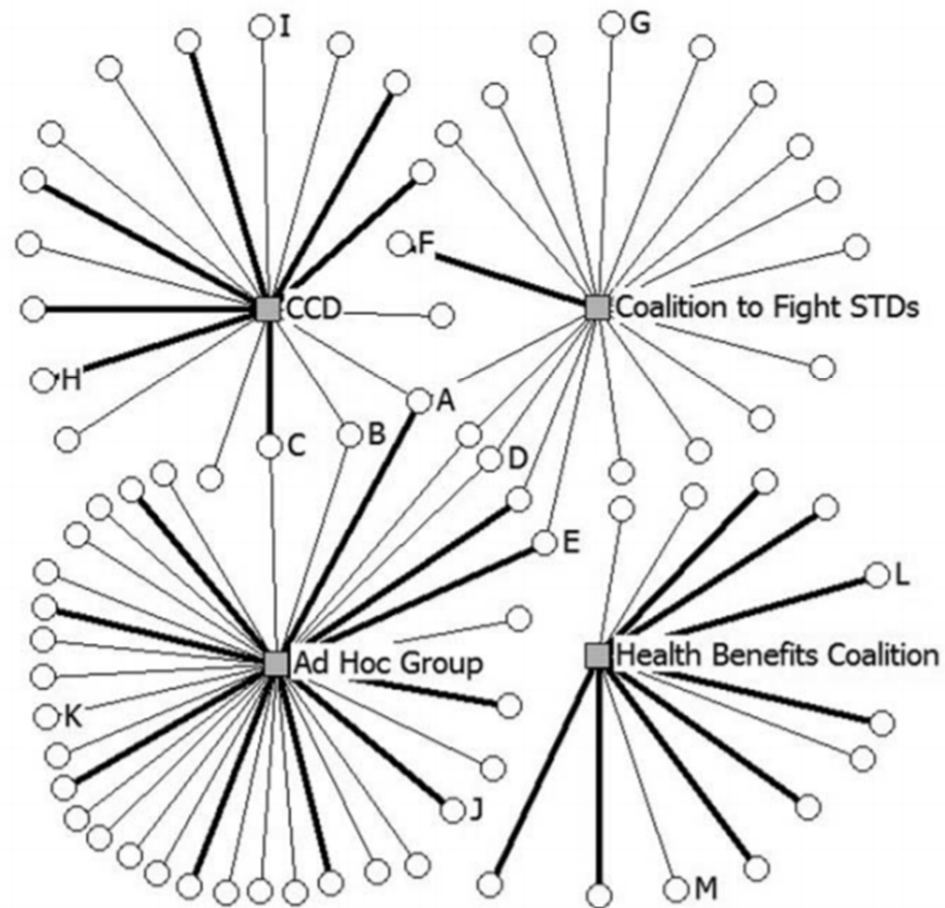 I
G
F
CCD
Coalition to Fight STDs
H
A
B
C
D
E
L
Ad Hoc Group
Health Benefits Coalition
K
J
M